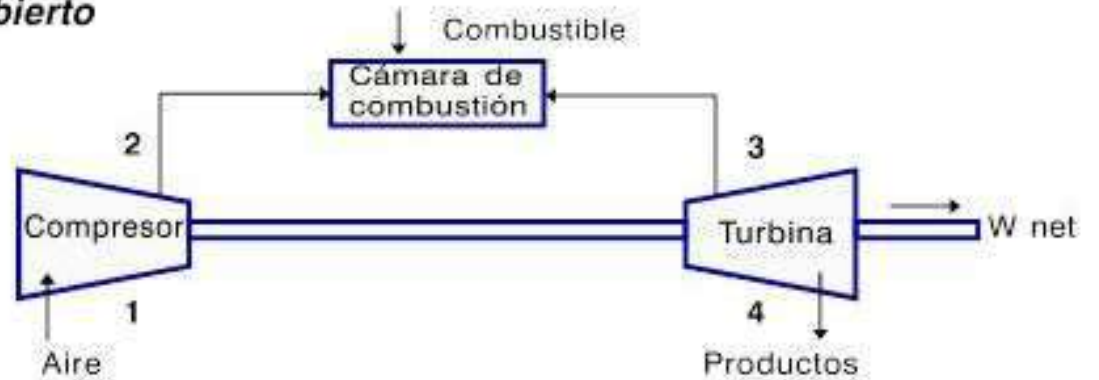 bierto
Combustible
Cámara de
combustión
2
3
Compresor
Turbina
W net
1
4
Aire
Productos